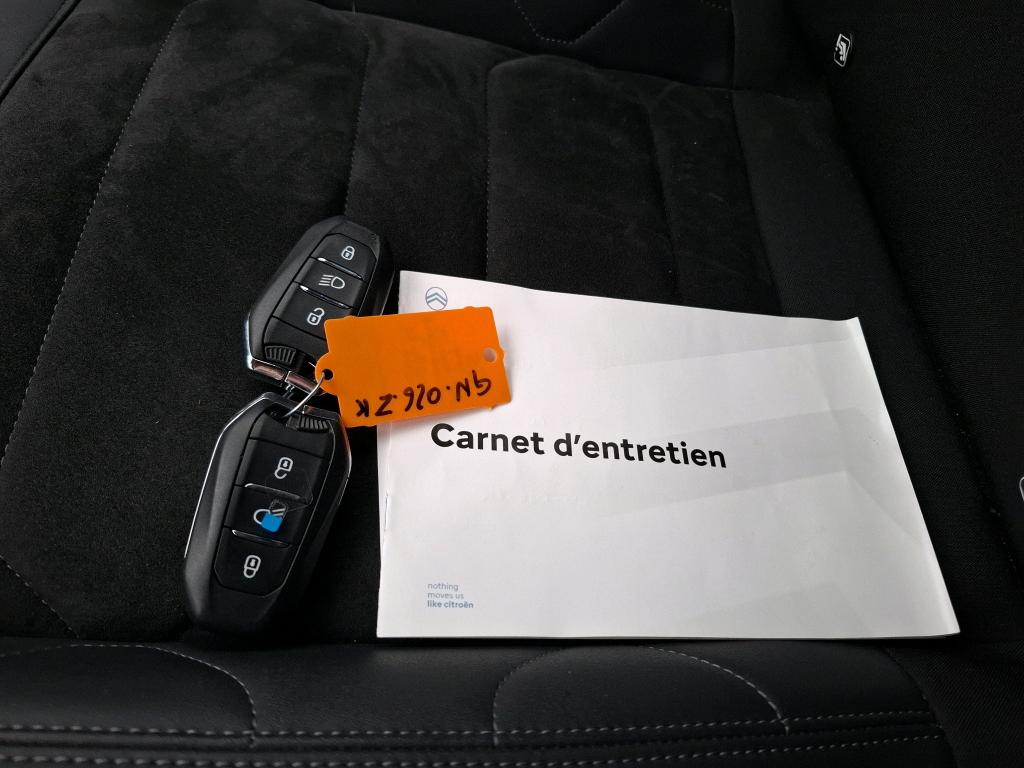 GN.026.ZK
Carnet d'entretien
nothing
moves us
like citroën